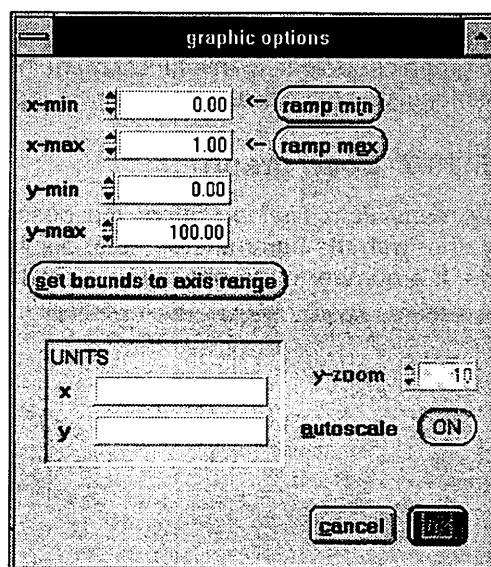 graphic options
x-min 0.00 <- ramp min
x-max 1.00 <- ramp max
y-min 0.00
y-max 100.00
set bounds to axis range
UNITS
x
y
y-zoom 10
autoscale ON
cancel